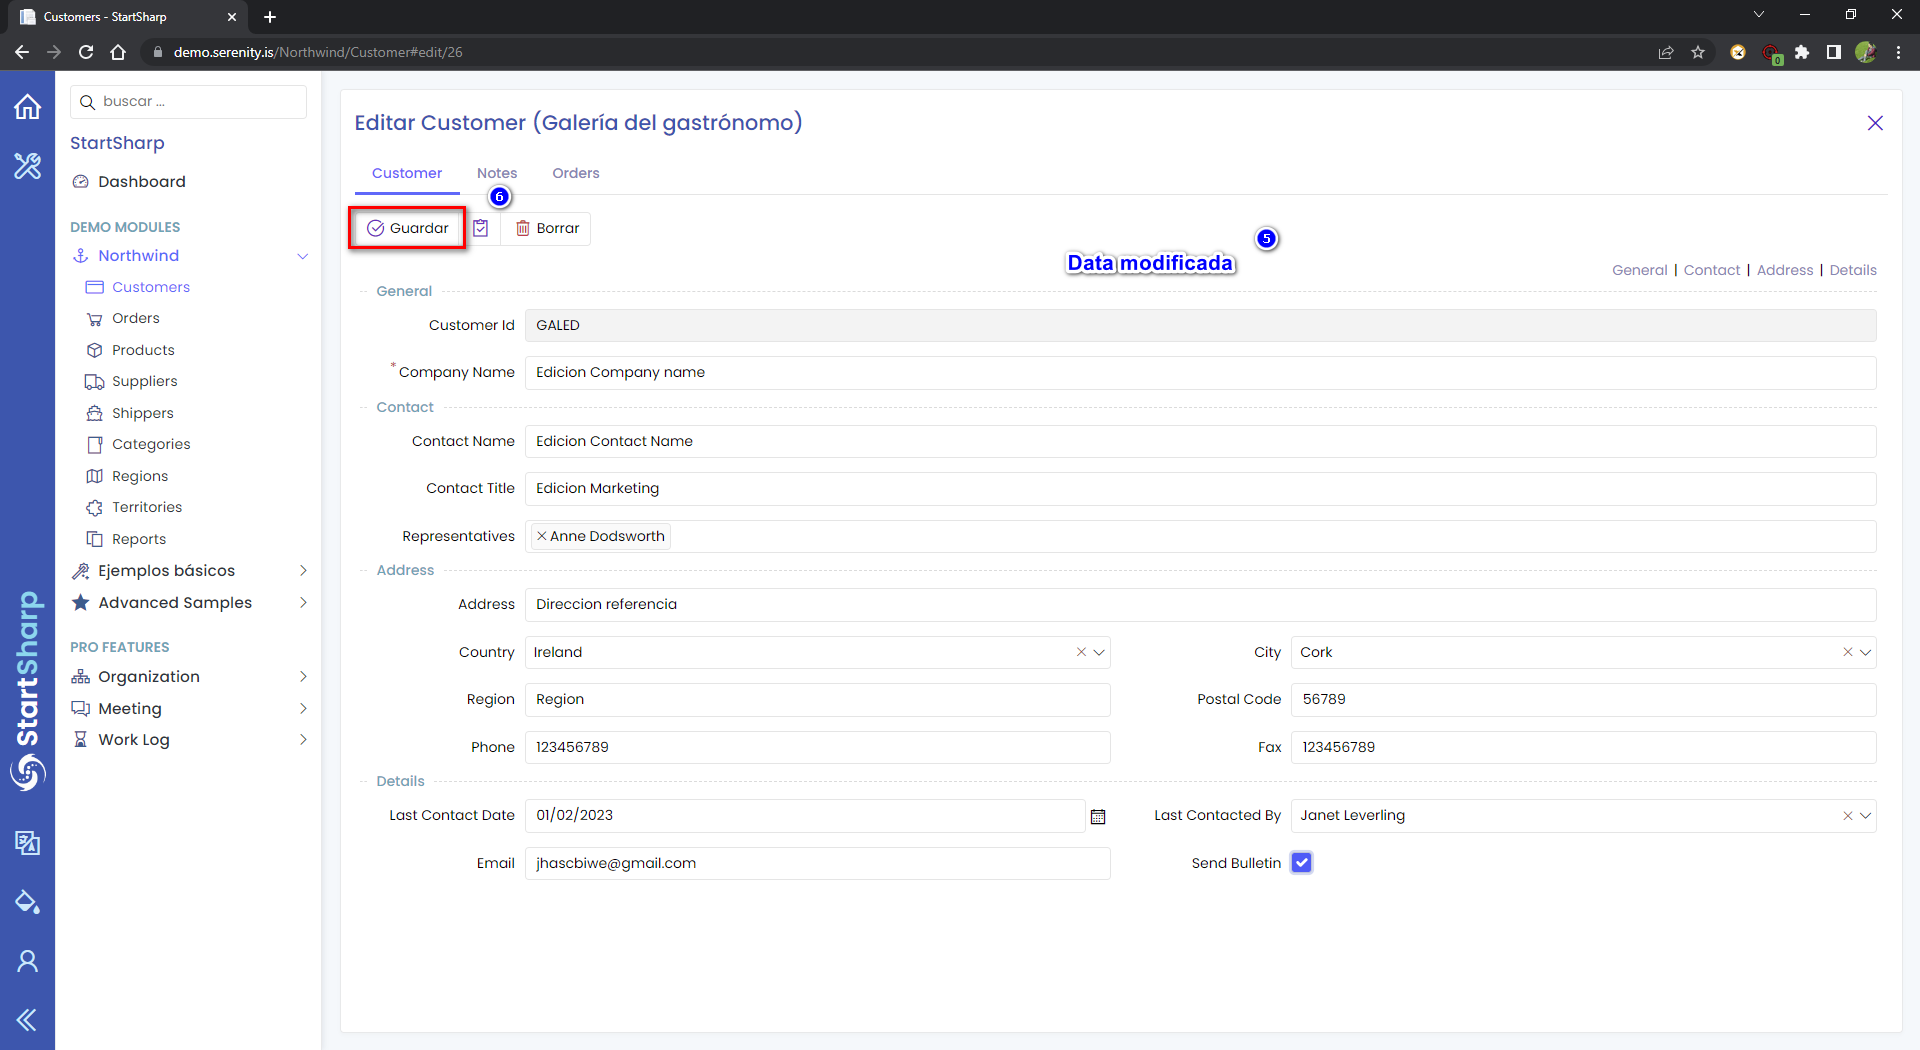 Customers - StartSharp
demo.serenity.is/Northwind/Customer#edit/26
0
buscar ...
StartSharp
Dashboard
DEMO MODULES
Northwind
Customers
Orders
Products
Suppliers
Shippers
Categories
Regions
Territories
Reports
Ejemplos básicos
Advanced Samples
PRO FEATURES
Organization
Meeting
Work Log
StartSharp
Editar Customer (Galería del gastrónomo)
Customer Notes Orders
6
Guardar Borrar
5
Data modificada
General | Contact | Address | Details
General
Customer Id GALED
* Company Name Edicion Company name
Contact
Contact Name Edicion Contact Name
Contact Title Edicion Marketing
Representatives Anne Dodsworth
Address
Address Direccion referencia
Country Ireland City Cork
Region Region Postal Code 56789
Phone 123456789 Fax 123456789
Details
Last Contact Date 01/02/2023 Last Contacted By Janet Leverling
Email jhascbiwe@gmail.com Send Bulletin